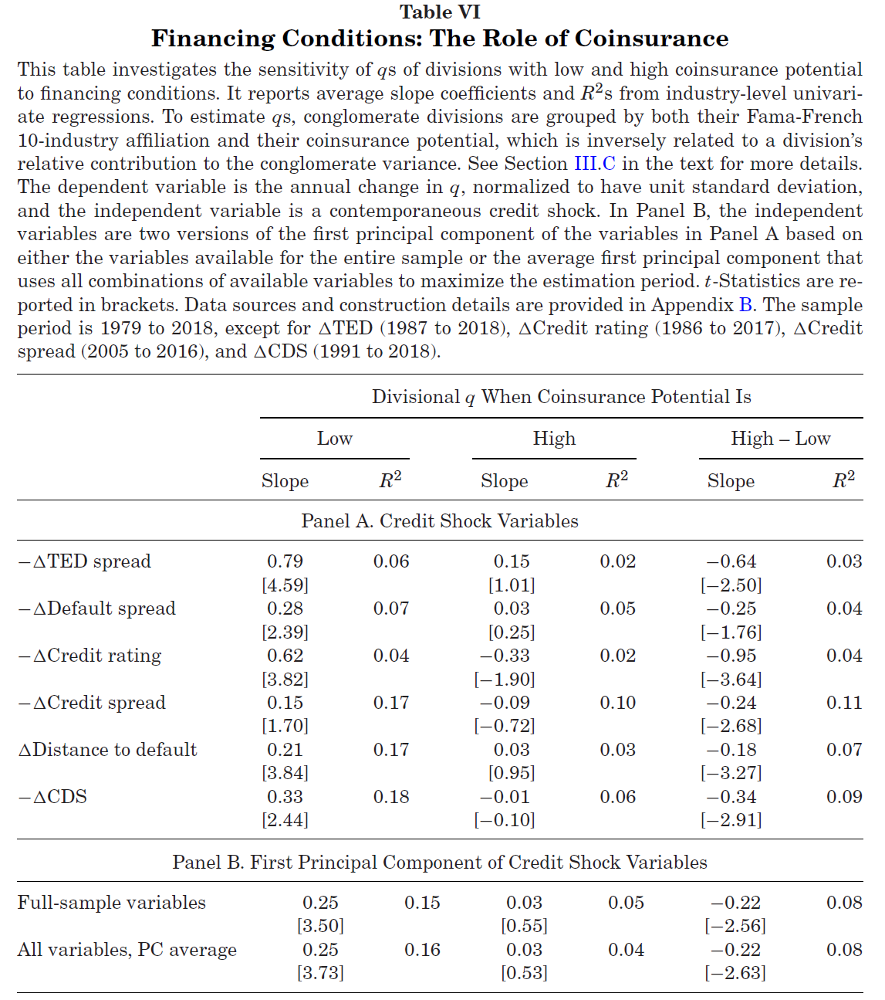 Table VI
Financing Conditions: The Role of Coinsurance
This table investigates the sensitivity of qs of divisions with low and high coinsurance potential
to financing conditions. It reports average slope coefficients and R²s from industry-level univari-
ate regressions. To estimate qs, conglomerate divisions are grouped by both their Fama-French
10-industry affiliation and their coinsurance potential, which is inversely related to a division's
relative contribution to the conglomerate variance. See Section III.C in the text for more details.
The dependent variable is the annual change in q, normalized to have unit standard deviation,
and the independent variable is a contemporaneous credit shock. In Panel B, the independent
variables are two versions of the first principal component of the variables in Panel A based on
either the variables available for the entire sample or the average first principal component that
uses all combinations of available variables to maximize the estimation period. t-Statistics are re-
ported in brackets. Data sources and construction details are provided in Appendix B. The sample
period is 1979 to 2018, except for ΔTED (1987 to 2018), ΔCredit rating (1986 to 2017), ΔCredit
spread (2005 to 2016), and ΔCDS (1991 to 2018).
Divisional q When Coinsurance Potential Is
Low High High – Low
Slope R² Slope R² Slope R²
Panel A. Credit Shock Variables
−ΔTED spread 0.79 0.06 0.15 0.02 −0.64 0.03
[4.59] [1.01] [−2.50]
−ΔDefault spread 0.28 0.07 0.03 0.05 −0.25 0.04
[2.39] [0.25] [−1.76]
−ΔCredit rating 0.62 0.04 −0.33 0.02 −0.95 0.04
[3.82] [−1.90] [−3.64]
−ΔCredit spread 0.15 0.17 −0.09 0.10 −0.24 0.11
[1.70] [−0.72] [−2.68]
ΔDistance to default 0.21 0.17 0.03 0.03 −0.18 0.07
[3.84] [0.95] [−3.27]
−ΔCDS 0.33 0.18 −0.01 0.06 −0.34 0.09
[2.44] [−0.10] [−2.91]
Panel B. First Principal Component of Credit Shock Variables
Full-sample variables 0.25 0.15 0.03 0.05 −0.22 0.08
[3.50] [0.55] [−2.56]
All variables, PC average 0.25 0.16 0.03 0.04 −0.22 0.08
[3.73] [0.53] [−2.63]